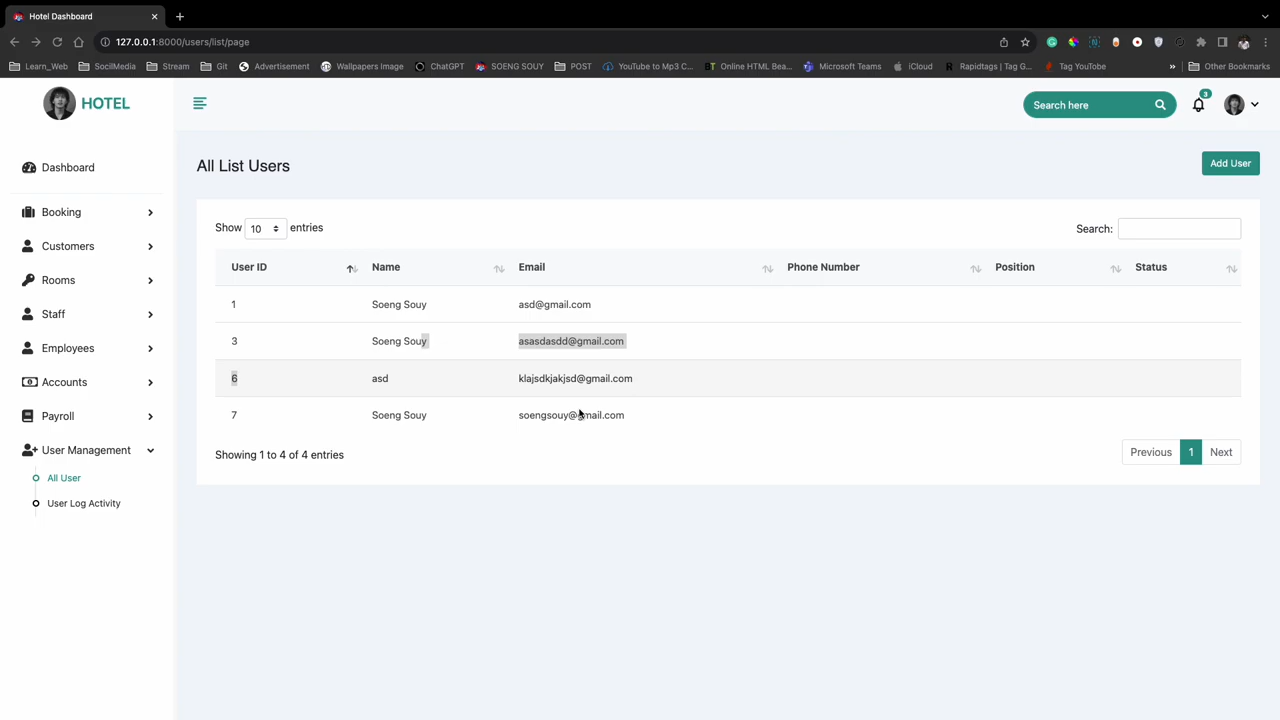 Hotel Dashboard
127.0.0.1:8000/users/list/page
Learn_Web SocilMedia Stream Git Advertisement Wallpapers Image ChatGPT SOENG SOUY POST YouTube to Mp3 C... Online HTML Bea... Microsoft Teams iCloud Rapidtags | Tag G... Tag YouTube » Other Bookmarks
HOTEL
Search here
3
Dashboard
Booking
Customers
Rooms
Staff
Employees
Accounts
Payroll
User Management
All User
User Log Activity
All List Users
Add User
Show 10 entries
Search:
User ID Name Email Phone Number Position Status
1 Soeng Souy asd@gmail.com
3 Soeng Souy asasdasdd@gmail.com
6 asd klajsdkjakjsd@gmail.com
7 Soeng Souy soengsouy@gmail.com
Showing 1 to 4 of 4 entries
Previous 1 Next